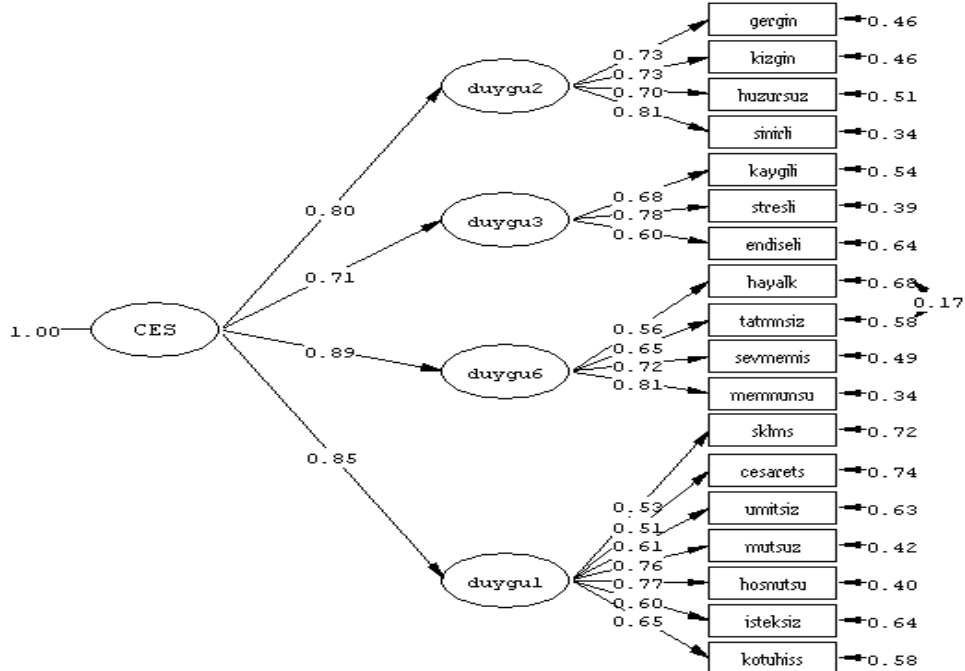 gergin 0.46
0.73
kizgin 0.46
duygu2 0.73
huzursuz 0.51
0.70
0.81
sinirli 0.34
kaygili 0.54
0.68
0.80 stresli 0.39
duygu3 0.78
0.60 endiseli 0.64
0.71 hayalk 0.68
0.17
1.00 CES 0.56 tatmnsiz 0.58
0.89 0.65
0.72 sevmemis 0.49
duygu6 0.81
memnunsu 0.34
sklms 0.72
0.85
cesarets 0.74
0.53
0.51 umitsiz 0.63
0.61
mutsuz 0.42
0.76
duygu1 0.77 hosnutsu 0.40
0.60
0.65 isteksiz 0.64
kotuhiss 0.58